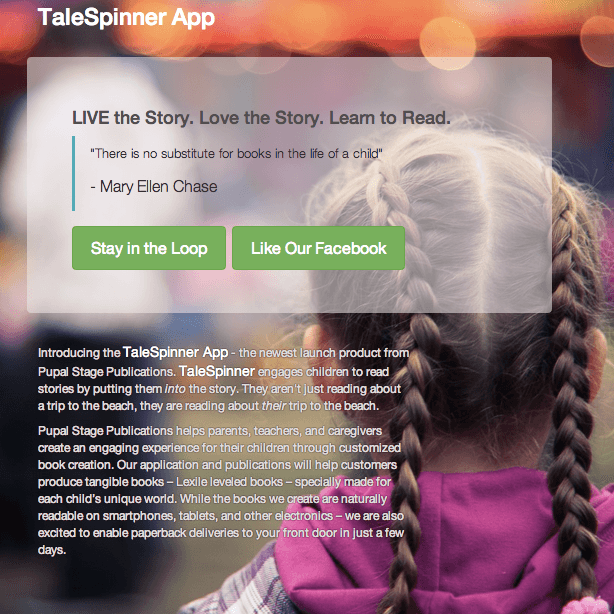 TaleSpinner App
LIVE the Story. Love the Story. Learn to Read.
"There is no substitute for books in the life of a child"
- Mary Ellen Chase
Stay in the Loop
Like Our Facebook
Introducing the TaleSpinner App - the newest launch product from
Pupal Stage Publications. TaleSpinner engages children to read
stories by putting them into the story. They aren't just reading about
a trip to the beach, they are reading about their trip to the beach.
Pupal Stage Publications helps parents, teachers, and caregivers
create an engaging experience for their children through customized
book creation. Our application and publications will help customers
produce tangible books – Lexile leveled books – specially made for
each child's unique world. While the books we create are naturally
readable on smartphones, tablets, and other electronics – we are also
excited to enable paperback deliveries to your front door in just a few
days.